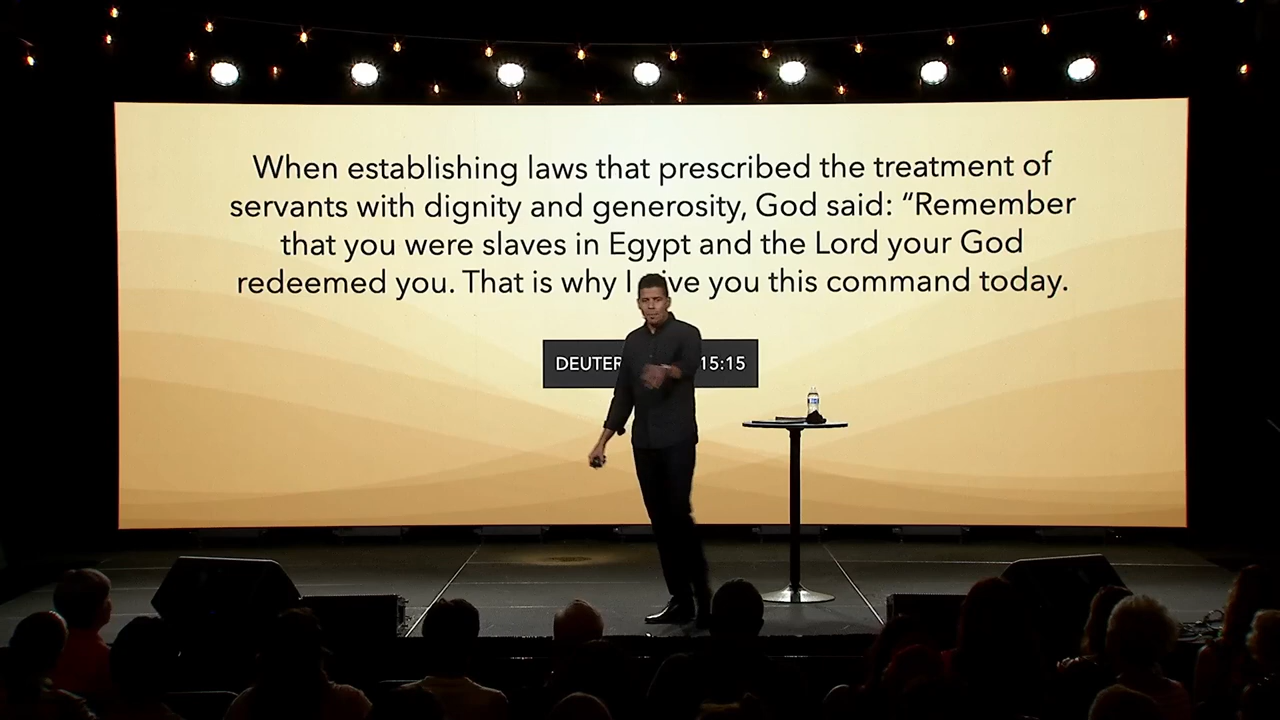 When establishing laws that prescribed the treatment of
servants with dignity and generosity, God said: “Remember
that you were slaves in Egypt and the Lord your God
redeemed you. That is why I you this command today.
15:15